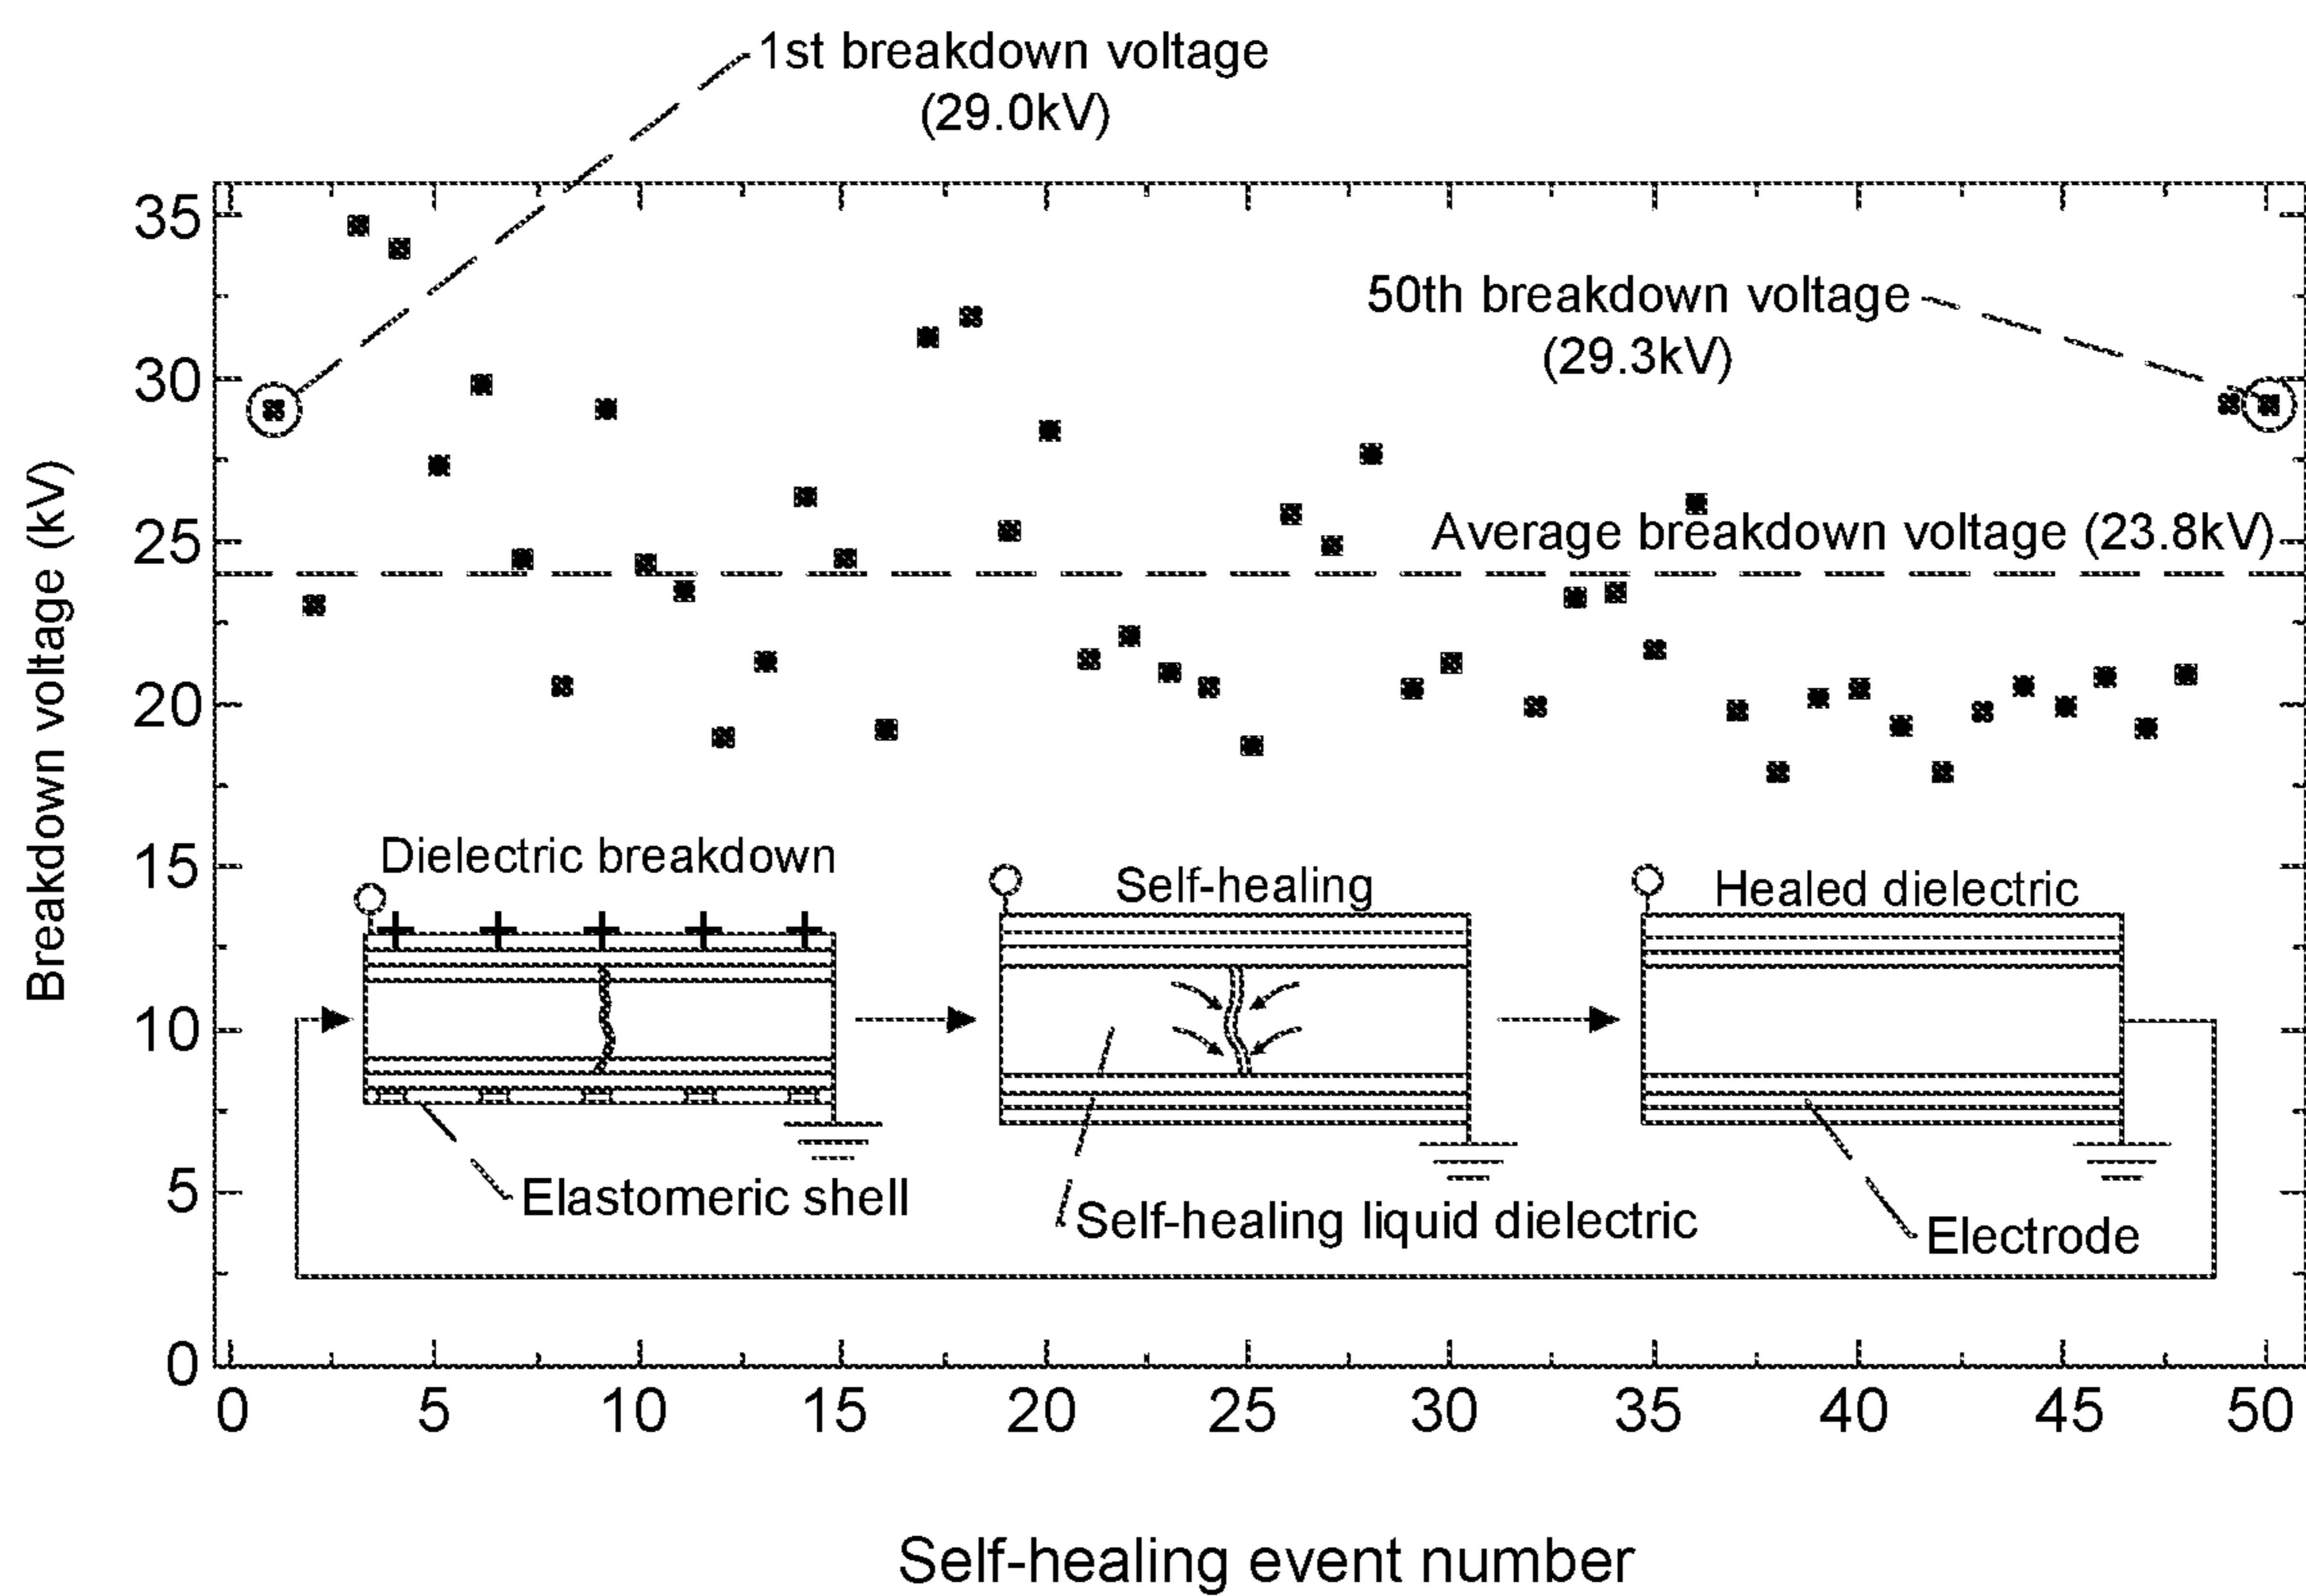 1st breakdown voltage
(29.0kV)
50th breakdown voltage
(29.3kV)
Average breakdown voltage (23.8kV)
Breakdown voltage (kV)
35
30
25
20
15
10
5
0
Dielectric breakdown
Self-healing
Healed dielectric
+ + + + +
Elastomeric shell
Self-healing liquid dielectric
Electrode
0 5 10 15 20 25 30 35 40 45 50
Self-healing event number